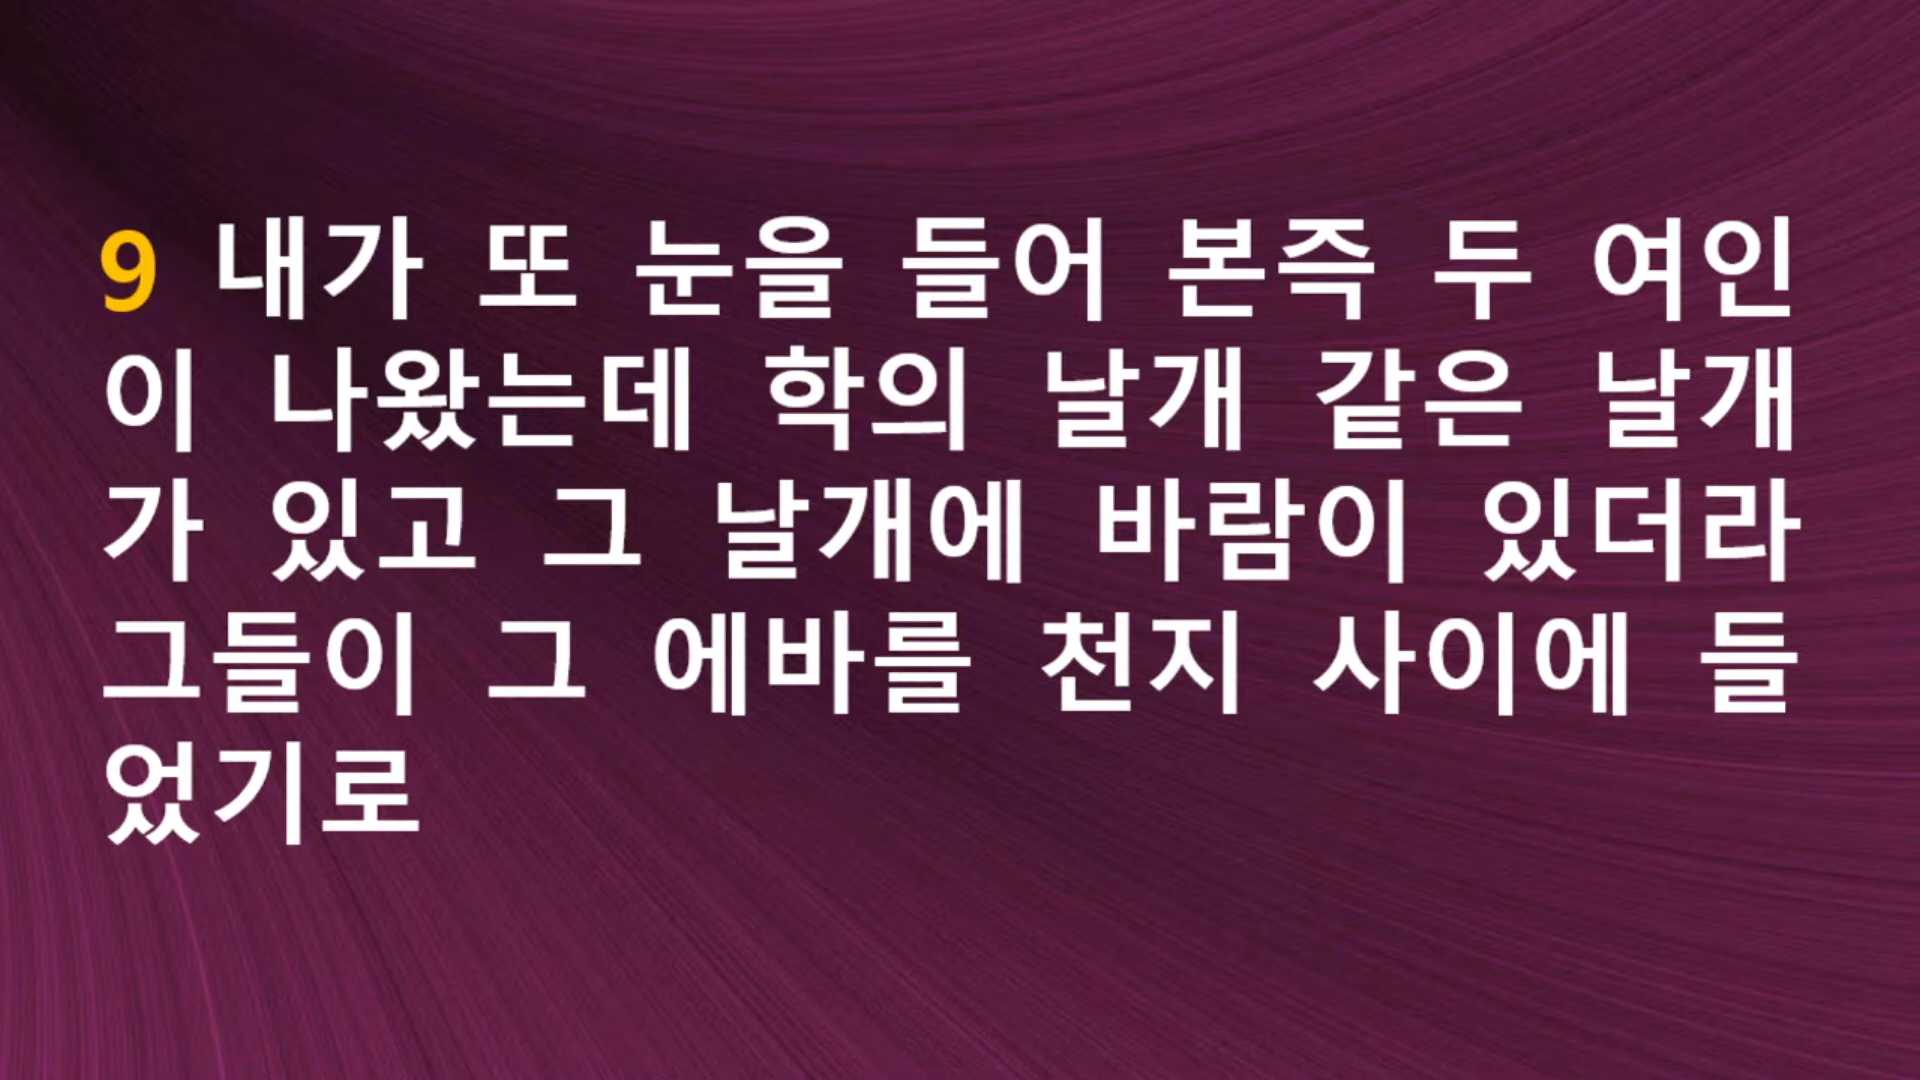 9 내가 또 눈을 들어 본즉 두 여인
이 나왔는데 학의 날개 같은 날개
가 있고 그 날개에 바람이 있더라
그들이 그 에바를 천지 사이에 들
었기로